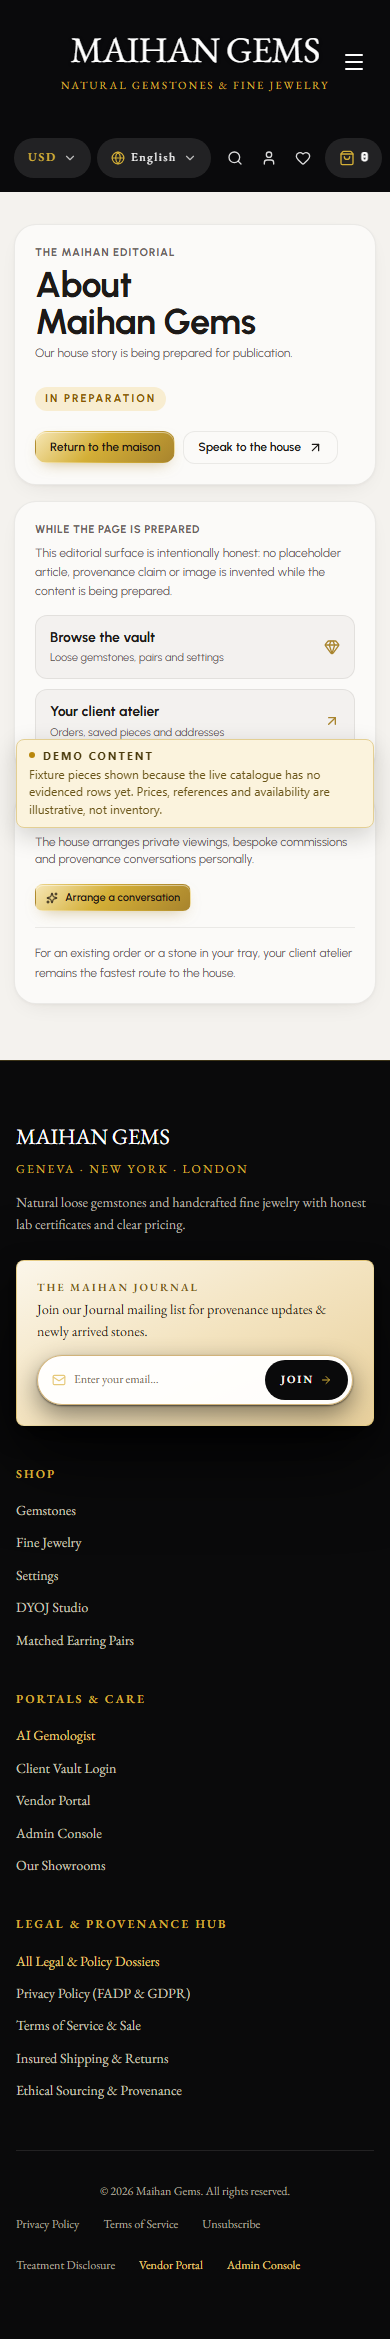 MAIHAN GEMS
NATURAL GEMSTONES & FINE JEWELRY
USD
English
0
THE MAIHAN EDITORIAL
About
Maihan Gems
Our house story is being prepared for publication.
IN PREPARATION
Return to the maison
Speak to the house
WHILE THE PAGE IS PREPARED
This editorial surface is intentionally honest: no placeholder
article, provenance claim or image is invented while the
content is being prepared.
Browse the vault
Loose gemstones, pairs and settings
Your client atelier
Orders, saved pieces and addresses
DEMO CONTENT
Fixture pieces shown because the live catalogue has no
evidenced rows yet. Prices, references and availability are
illustrative, not inventory.
The house arranges private viewings, bespoke commissions
and provenance conversations personally.
Arrange a conversation
For an existing order or a stone in your tray, your client atelier
remains the fastest route to the house.
MAIHAN GEMS
GENEVA · NEW YORK · LONDON
Natural loose gemstones and handcrafted fine jewelry with honest
lab certificates and clear pricing.
THE MAIHAN JOURNAL
Join our Journal mailing list for provenance updates &
newly arrived stones.
Enter your email...
JOIN
SHOP
Gemstones
Fine Jewelry
Settings
DYOJ Studio
Matched Earring Pairs
PORTALS & CARE
AI Gemologist
Client Vault Login
Vendor Portal
Admin Console
Our Showrooms
LEGAL & PROVENANCE HUB
All Legal & Policy Dossiers
Privacy Policy (FADP & GDPR)
Terms of Service & Sale
Insured Shipping & Returns
Ethical Sourcing & Provenance
© 2026 Maihan Gems. All rights reserved.
Privacy Policy
Terms of Service
Unsubscribe
Treatment Disclosure
Vendor Portal
Admin Console